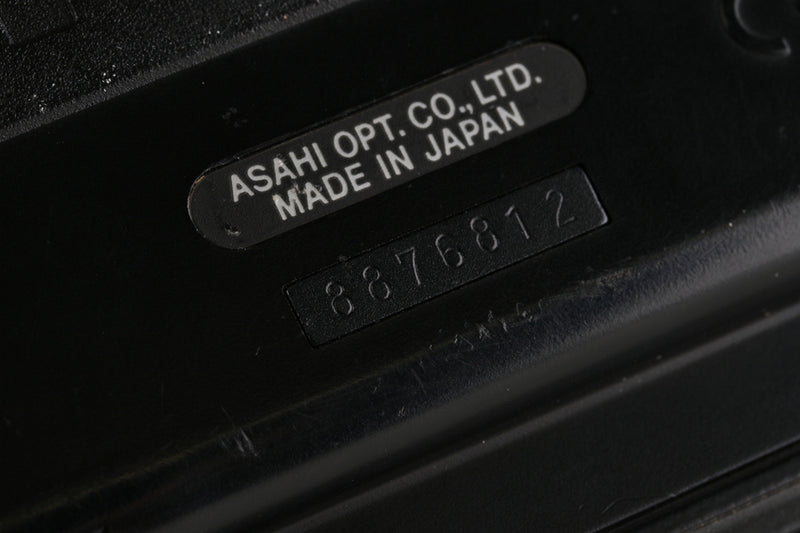 ASAHI OPT. CO., LTD.
MADE IN JAPAN
8876812